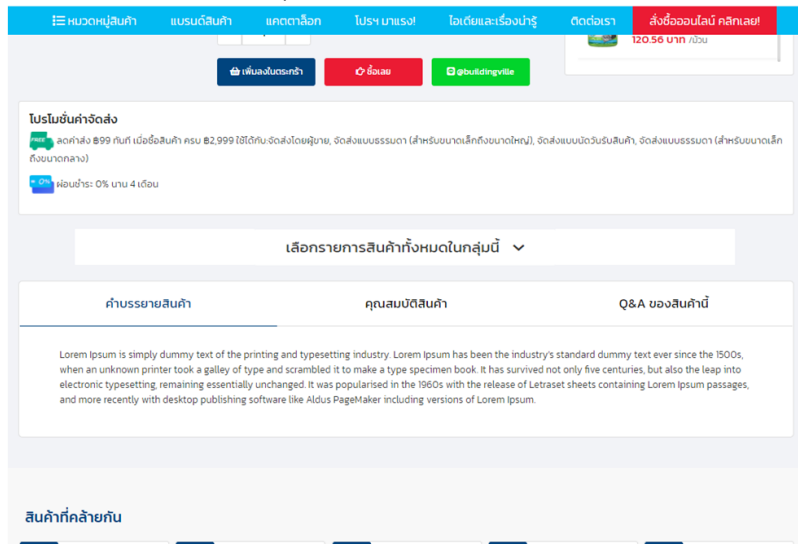 หมวดหมู่สินค้า แบรนด์สินค้า แคตตาล็อก โปรฯ มาแรง! ไอเดียและเรื่องน่ารู้ ติดต่อเรา สั่งซื้อออนไลน์ คลิกเลย!
120.56 บาท /ม้วน
เพิ่มลงในตระกร้า ซื้อเลย @buildingville
โปรโมชั่นค่าจัดส่ง
FREE ลดค่าส่ง ฿99 ทันที เมื่อซื้อสินค้า ครบ ฿2,999 ใช้ได้กับ:จัดส่งโดยผู้ขาย, จัดส่งแบบธรรมดา (สำหรับขนาดเล็กถึงขนาดใหญ่), จัดส่งแบบนัดวันรับสินค้า, จัดส่งแบบธรรมดา (สำหรับขนาดเล็ก
ถึงขนาดกลาง)
0% ผ่อนชำระ 0% นาน 4 เดือน
เลือกรายการสินค้าทั้งหมดในกลุ่มนี้
คำบรรยายสินค้า คุณสมบัติสินค้า Q&A ของสินค้านี้
Lorem Ipsum is simply dummy text of the printing and typesetting industry. Lorem Ipsum has been the industry's standard dummy text ever since the 1500s,
when an unknown printer took a galley of type and scrambled it to make a type specimen book. It has survived not only five centuries, but also the leap into
electronic typesetting, remaining essentially unchanged. It was popularised in the 1960s with the release of Letraset sheets containing Lorem Ipsum passages,
and more recently with desktop publishing software like Aldus PageMaker including versions of Lorem Ipsum.
สินค้าที่คล้ายกัน